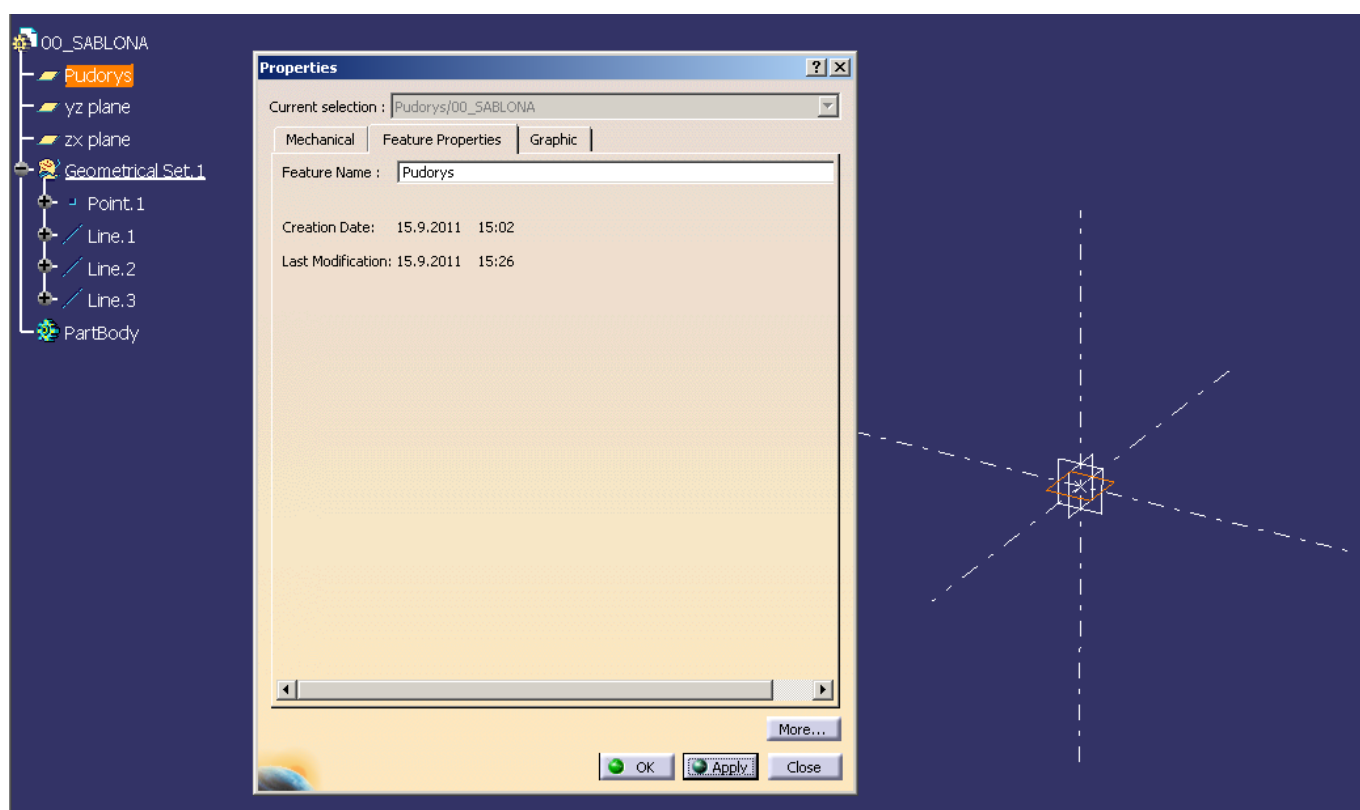 00_SABLONA
Pudorys
yz plane
zx plane
Geometrical Set.1
Point.1
Line.1
Line.2
Line.3
PartBody
Properties
Current selection : Pudorys/00_SABLONA
Mechanical Feature Properties Graphic
Feature Name : Pudorys
Creation Date: 15.9.2011 15:02
Last Modification: 15.9.2011 15:26
More...
OK Apply Close